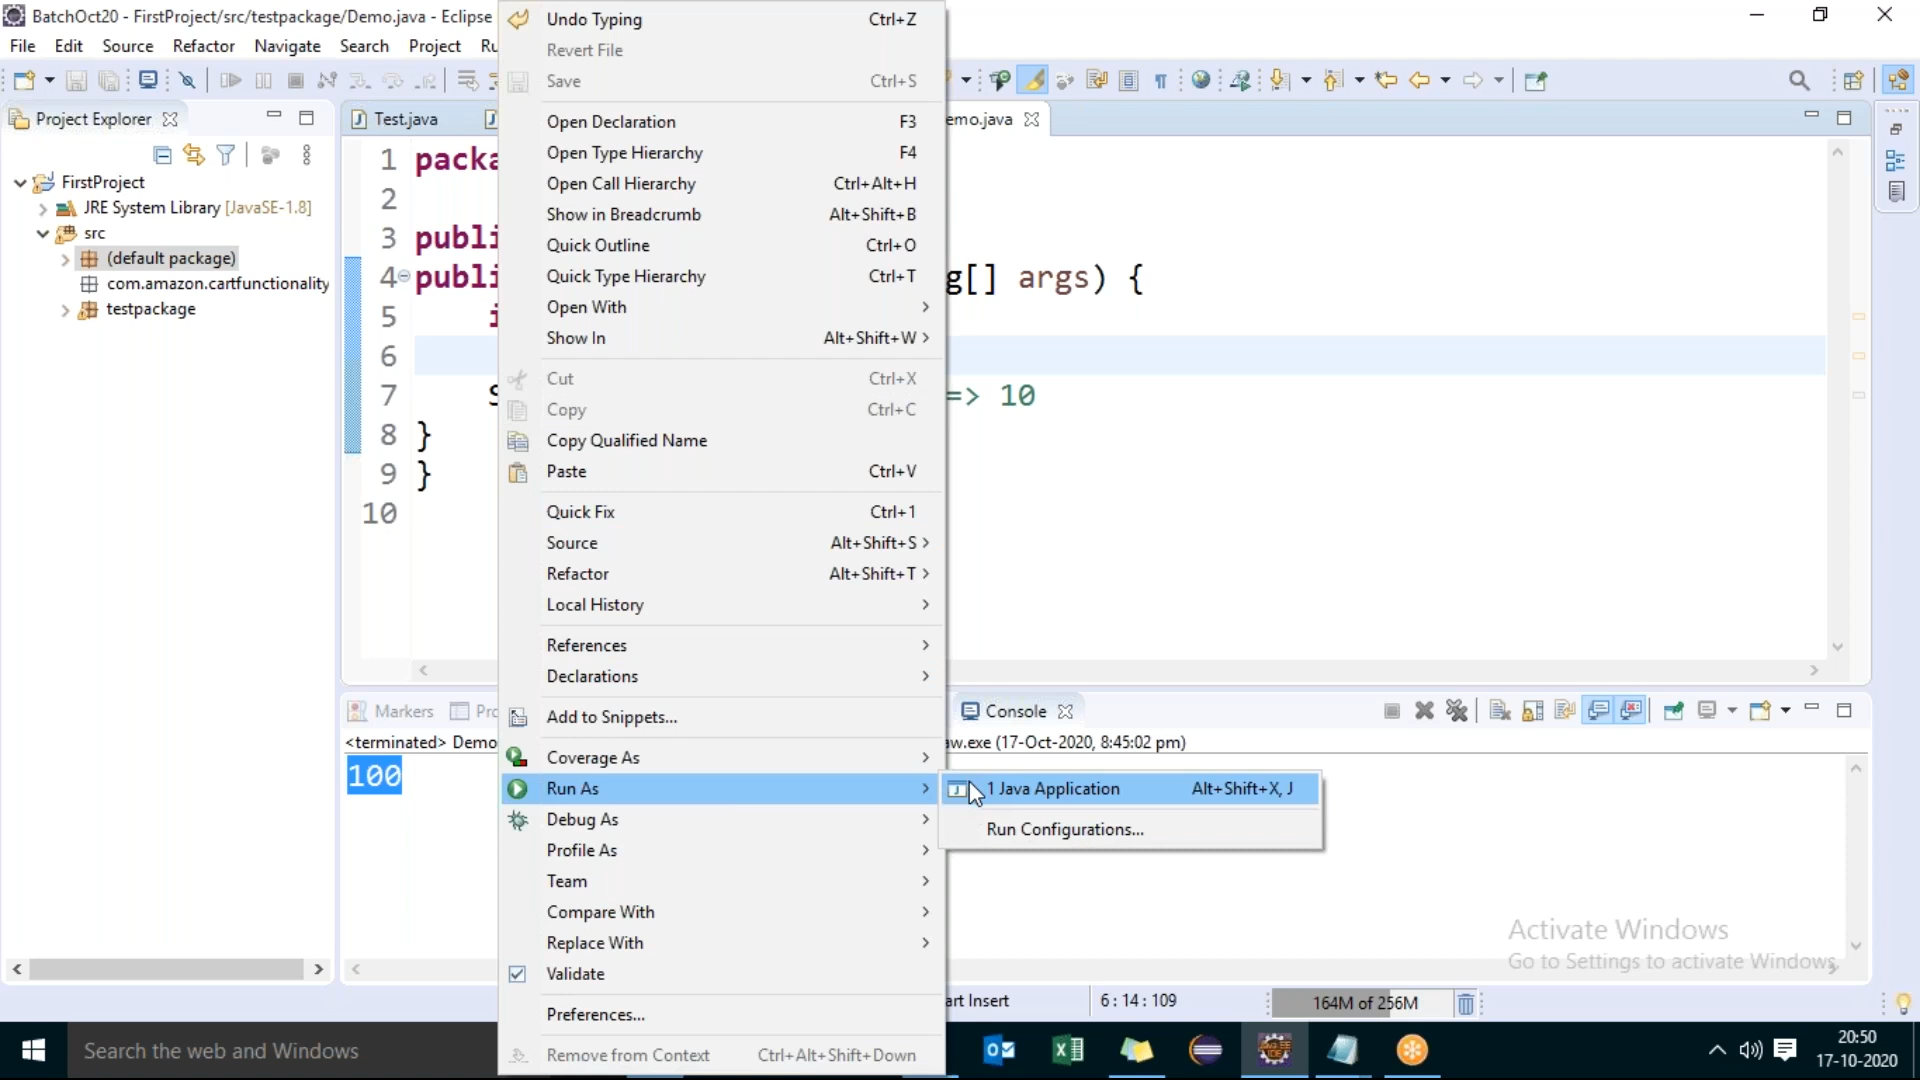 BatchOct20 - FirstProject/src/testpackage/Demo.java - Eclipse
File Edit Source Refactor Navigate Search Project Ru
Project Explorer
FirstProject
JRE System Library [JavaSE-1.8]
src
(default package)
com.amazon.cartfunctionality
testpackage
Test.java
emo.java
1 packa
2
3 publi
4 publi g[] args) {
5 i
6
7 S => 10
8 }
9 }
10
Undo Typing Ctrl+Z
Revert File
Save Ctrl+S
Open Declaration F3
Open Type Hierarchy F4
Open Call Hierarchy Ctrl+Alt+H
Show in Breadcrumb Alt+Shift+B
Quick Outline Ctrl+O
Quick Type Hierarchy Ctrl+T
Open With
Show In Alt+Shift+W
Cut Ctrl+X
Copy Ctrl+C
Copy Qualified Name
Paste Ctrl+V
Quick Fix Ctrl+1
Source Alt+Shift+S
Refactor Alt+Shift+T
Local History
References
Declarations
Add to Snippets...
Coverage As
Run As
Debug As
Profile As
Team
Compare With
Replace With
Validate
Preferences...
Remove from Context Ctrl+Alt+Shift+Down
1 Java Application Alt+Shift+X, J
Run Configurations...
Markers Pro Console
<terminated> Demo aw.exe (17-Oct-2020, 8:45:02 pm)
100
Activate Windows
Go to Settings to activate Windows.
art Insert 6 : 14 : 109 164M of 256M
Search the web and Windows
20:50
17-10-2020